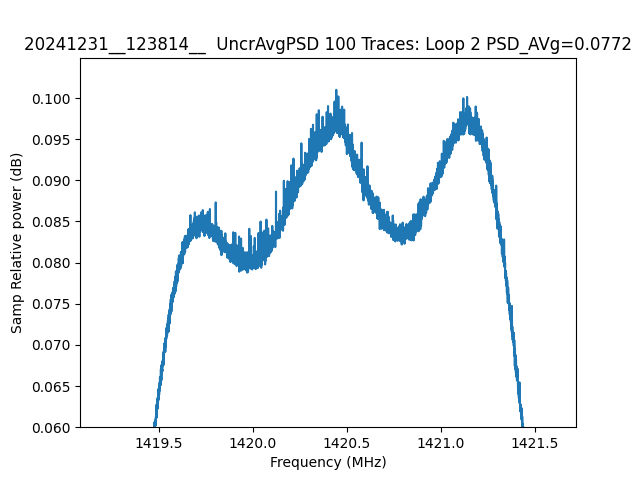 20241231__123814__  UncrAvgPSD 100 Traces: Loop 2 PSD_AVg=0.0772
0.100
0.095
0.090
0.085
0.080
0.075
0.070
0.065
0.060
Samp Relative power (dB)
1419.5 1420.0 1420.5 1421.0 1421.5
Frequency (MHz)